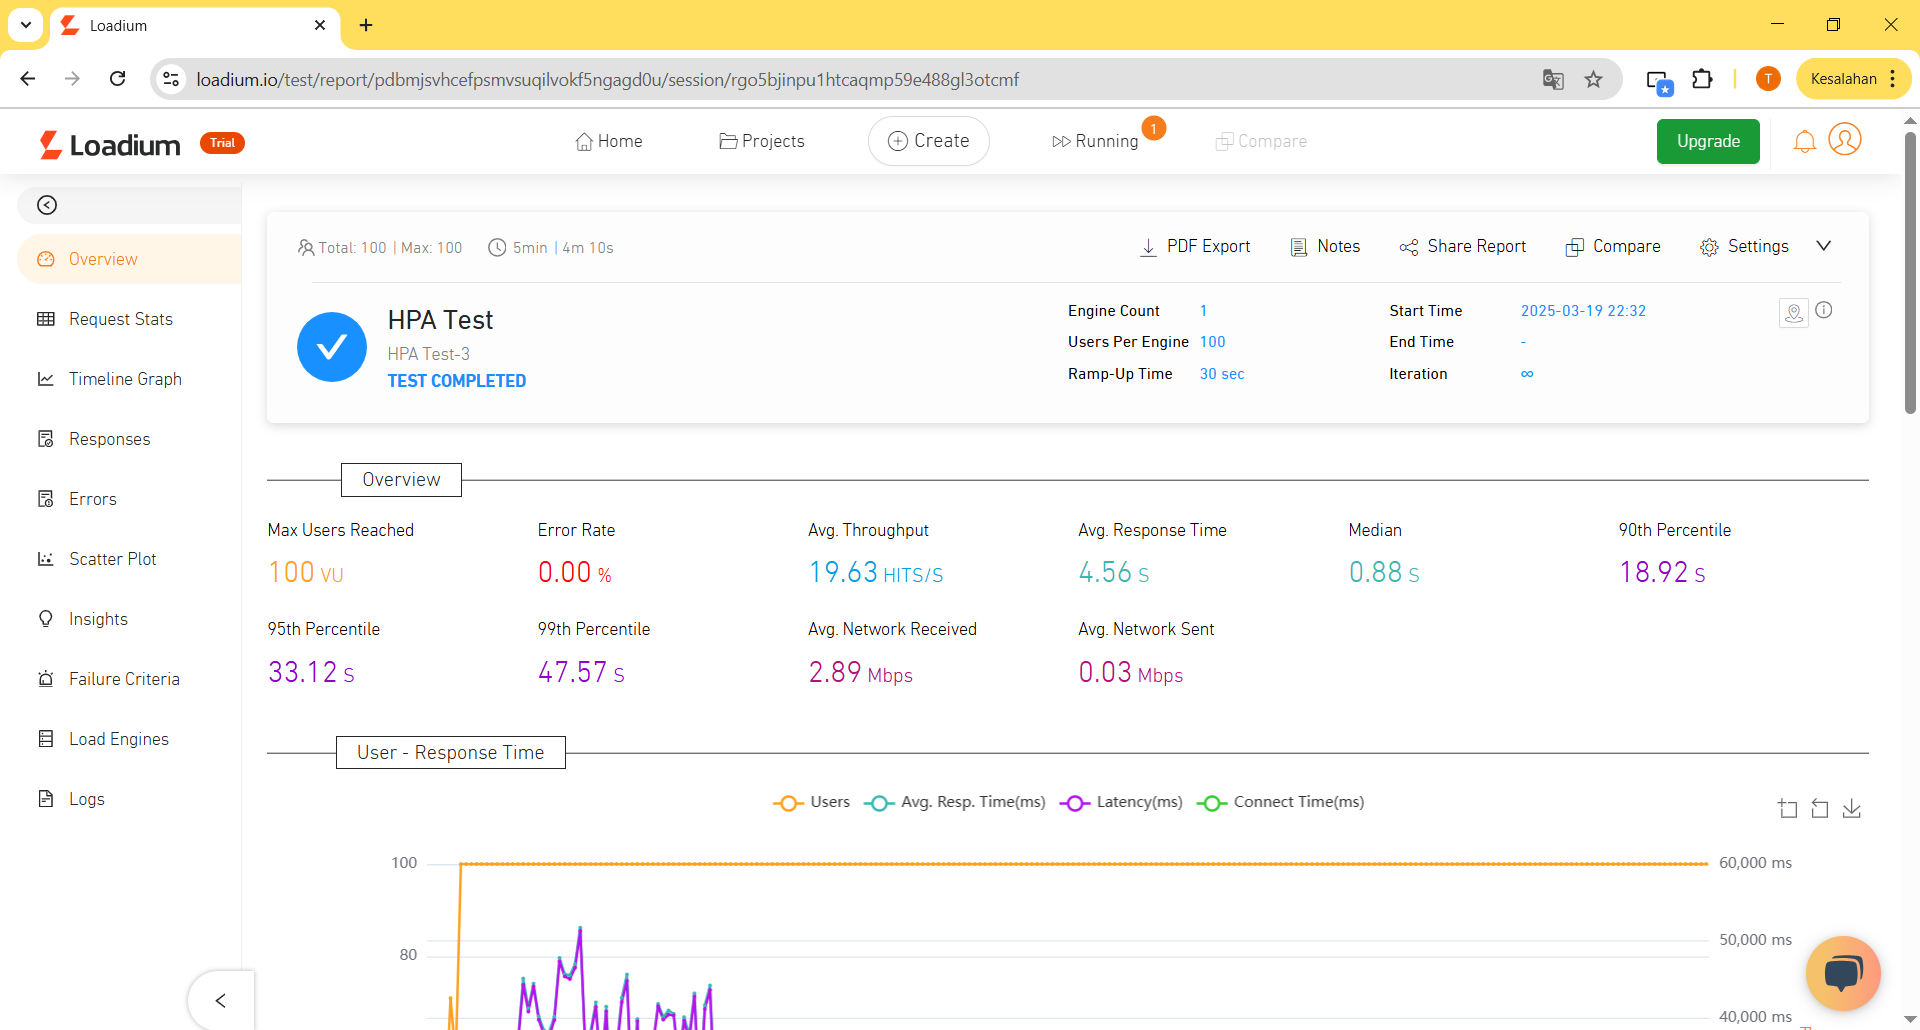 Loadium
loadium.io/test/report/pdbmjsvhcefpsmvsuqilvokf5ngagd0u/session/rgo5bjinpu1htcaqmp59e488gl3otcmf
T
Kesalahan
Loadium Trial
Home
Projects
Create
Running 1
Compare
Upgrade
Overview
Request Stats
Timeline Graph
Responses
Errors
Scatter Plot
Insights
Failure Criteria
Load Engines
Logs
Total: 100 | Max: 100
5min | 4m 10s
PDF Export
Notes
Share Report
Compare
Settings
HPA Test
HPA Test-3
TEST COMPLETED
Engine Count 1
Users Per Engine 100
Ramp-Up Time 30 sec
Start Time 2025-03-19 22:32
End Time -
Iteration ∞
Overview
Max Users Reached
100 VU
Error Rate
0.00 %
Avg. Throughput
19.63 HITS/S
Avg. Response Time
4.56 S
Median
0.88 S
90th Percentile
18.92 S
95th Percentile
33.12 S
99th Percentile
47.57 S
Avg. Network Received
2.89 Mbps
Avg. Network Sent
0.03 Mbps
User - Response Time
Users Avg. Resp. Time(ms) Latency(ms) Connect Time(ms)
100
80
60,000 ms
50,000 ms
40,000 ms